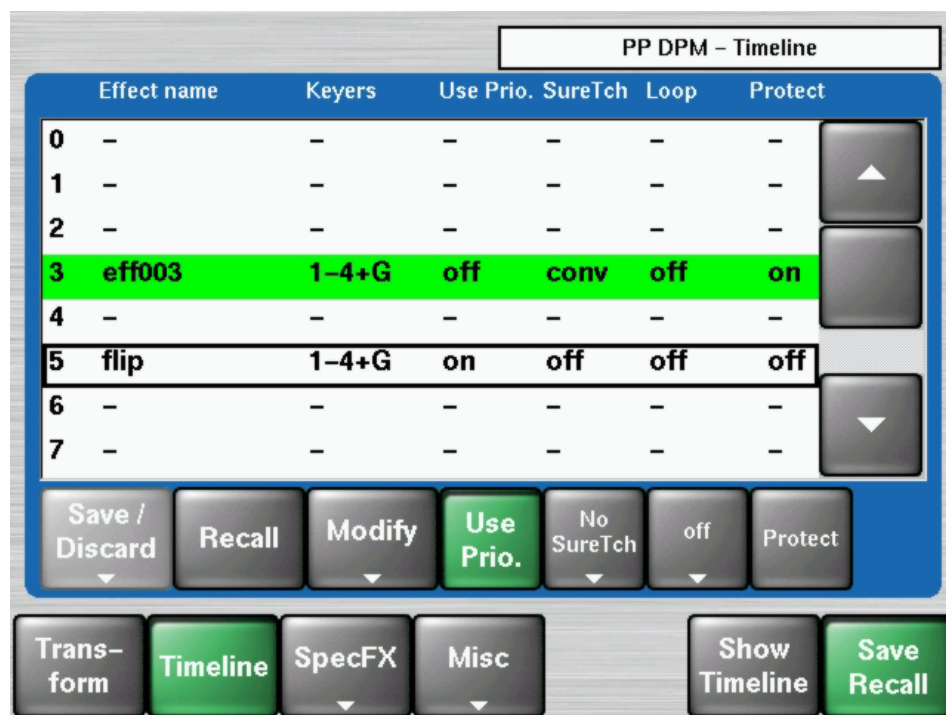 PP DPM – Timeline
Effect name Keyers Use Prio. SureTch Loop Protect
0 – – – – – –
1 – – – – – –
2 – – – – – –
3 eff003 1–4+G off conv off on
4 – – – – – –
5 flip 1–4+G on off off off
6 – – – – – –
7 – – – – – –
Save /
Discard
Recall
Modify
Use
Prio.
No
SureTch
off
Protect
Trans–
form
Timeline
SpecFX
Misc
Show
Timeline
Save
Recall